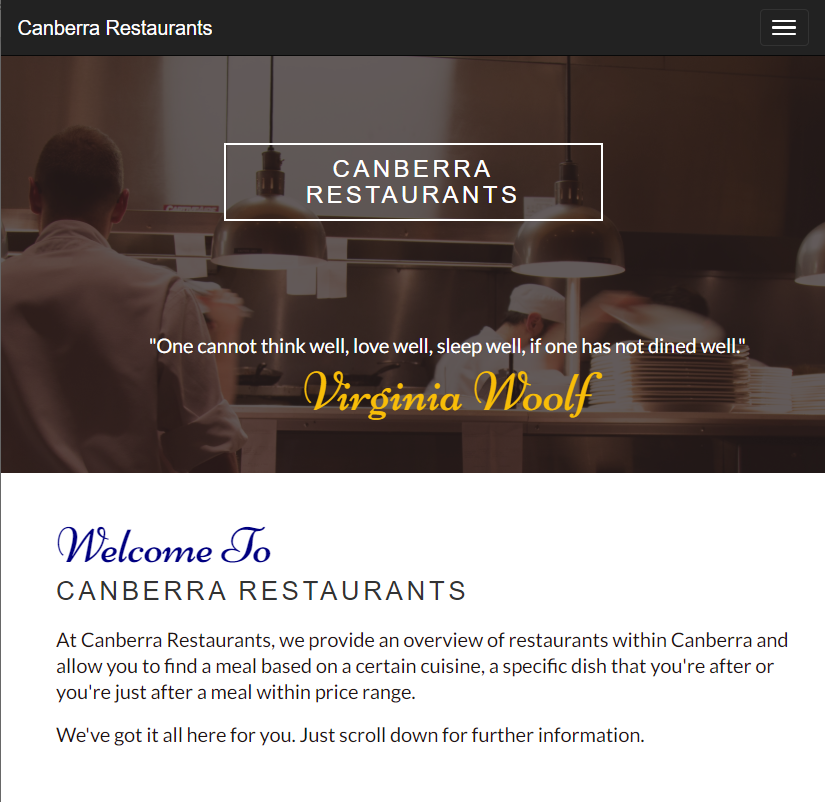 Canberra Restaurants
CANBERRA
RESTAURANTS
"One cannot think well, love well, sleep well, if one has not dined well."
Virginia Woolf
Welcome To
CANBERRA RESTAURANTS
At Canberra Restaurants, we provide an overview of restaurants within Canberra and
allow you to find a meal based on a certain cuisine, a specific dish that you're after or
you're just after a meal within price range.
We've got it all here for you. Just scroll down for further information.